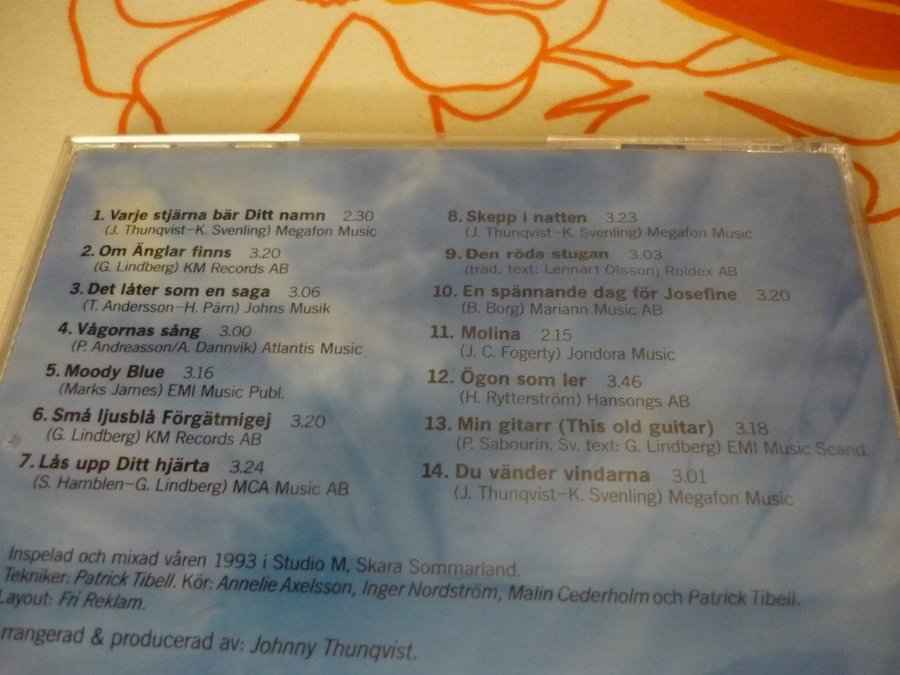 1. Varje stjärna bär Ditt namn 2.30
(J. Thunqvist–K. Svenling) Megafon Music
2. Om Änglar finns 3.20
(G. Lindberg) KM Records AB
3. Det låter som en saga 3.06
(T. Andersson–H. Pärn) Johns Musik
4. Vågornas sång 3.00
(P. Andreasson/A. Dannvik) Atlantis Music
5. Moody Blue 3.16
(Marks James) EMI Music Publ.
6. Små ljusblå Förgätmigej 3.20
(G. Lindberg) KM Records AB
7. Lås upp Ditt hjärta 3.24
(S. Hamblen–G. Lindberg) MCA Music AB
8. Skepp i natten 3.23
(J. Thunqvist–K. Svenling) Megafon Music
9. Den röda stugan 3.03
(trad, text: Lennart Olsson) Roldex AB
10. En spännande dag för Josefine 3.20
(B. Borg) Mariann Music AB
11. Molina 2.15
(J. C. Fogerty) Jondora Music
12. Ögon som ler 3.46
(H. Rytterström) Hansongs AB
13. Min gitarr (This old guitar) 3.18
(P. Sabourin. Sv. text: G. Lindberg) EMI Music Scand.
14. Du vänder vindarna 3.01
(J. Thunqvist–K. Svenling) Megafon Music
Inspelad och mixad våren 1993 i Studio M, Skara Sommarland.
Tekniker: Patrick Tibell. Kör: Annelie Axelsson, Inger Nordström, Malin Cederholm och Patrick Tibell.
Layout: Fri Reklam.
rrangerad & producerad av: Johnny Thunqvist.